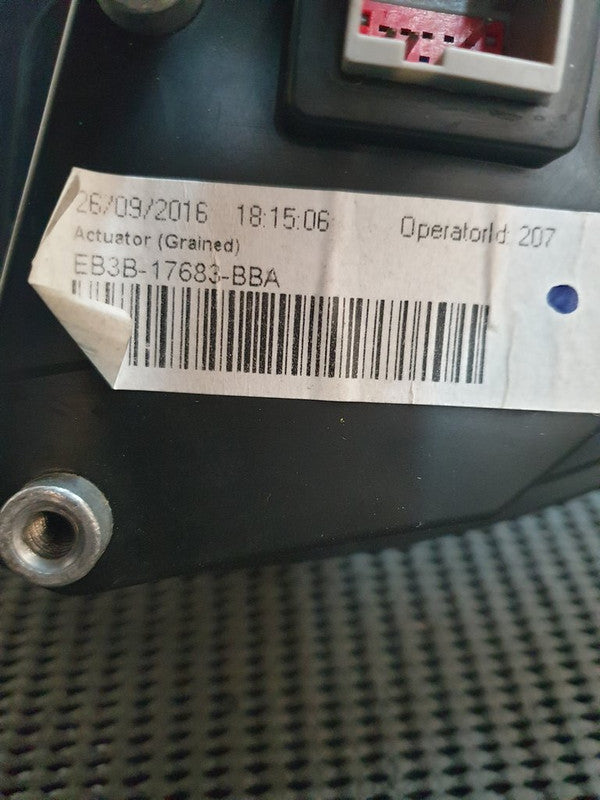 26/09/2016 18:15:06 OperatorId: 207
Actuator (Grained)
EB3B-17683-BBA